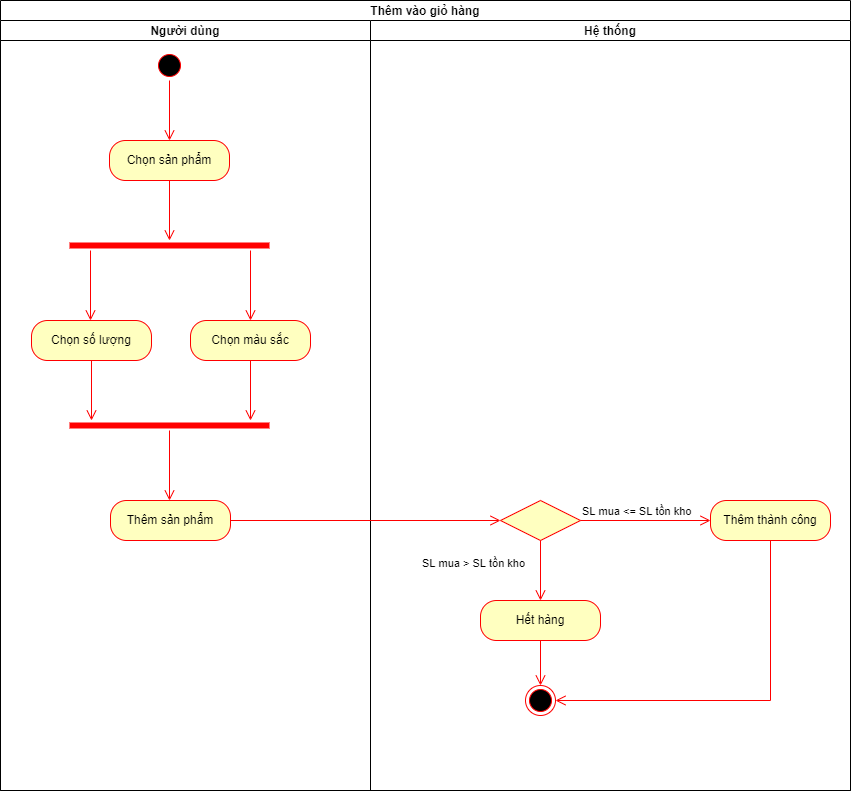 Thêm vào giỏ hàng
Người dùng
Hệ thống
Chọn sản phẩm
Chọn số lượng
Chọn màu sắc
Thêm sản phẩm
SL mua <= SL tồn kho
Thêm thành công
SL mua > SL tồn kho
Hết hàng